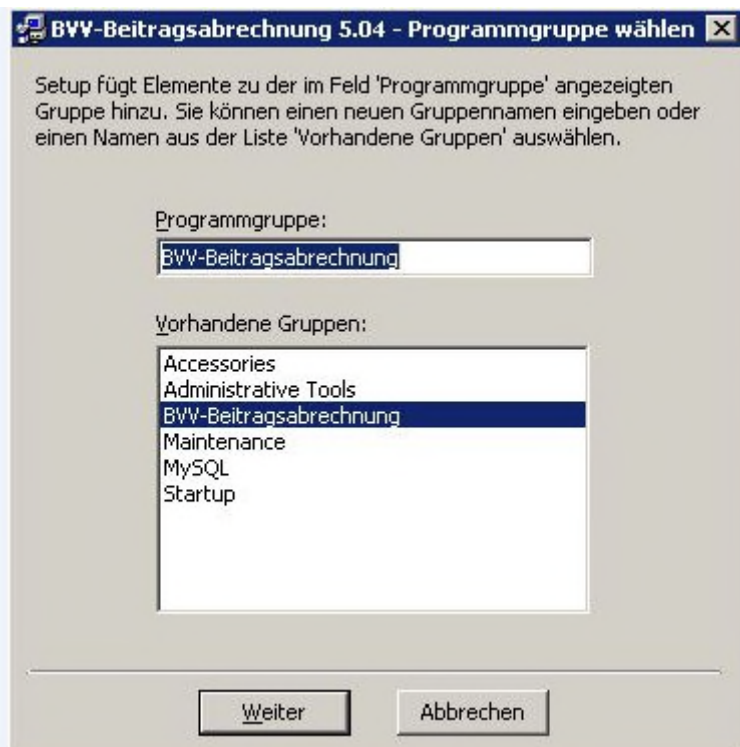 BVV-Beitragsabrechnung 5.04 - Programmgruppe wählen
Setup fügt Elemente zu der im Feld 'Programmgruppe' angezeigten
Gruppe hinzu. Sie können einen neuen Gruppennamen eingeben oder
einen Namen aus der Liste 'Vorhandene Gruppen' auswählen.
Programmgruppe:
BVV-Beitragsabrechnung
Vorhandene Gruppen:
Accessories
Administrative Tools
BVV-Beitragsabrechnung
Maintenance
MySQL
Startup
Weiter
Abbrechen